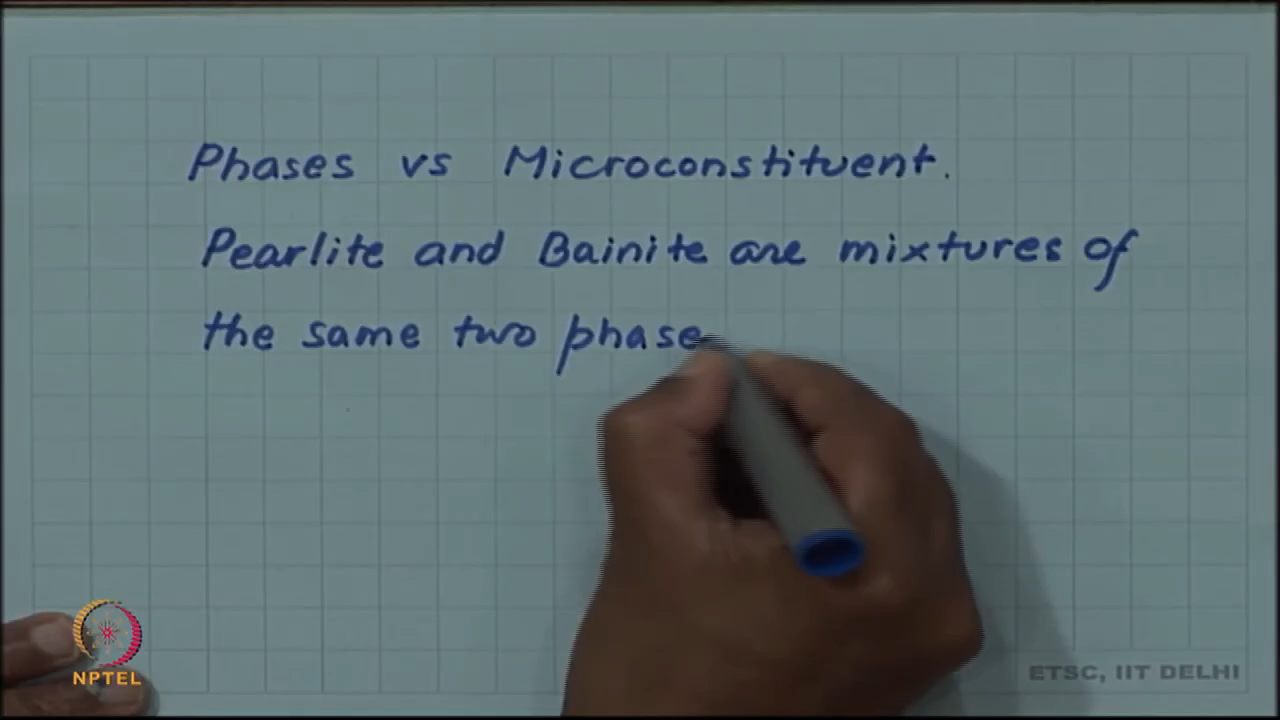 Phases vs Microconstituent.
Pearlite and Bainite are mixtures of
the same two phase
NPTEL
ETSC, IIT DELHI